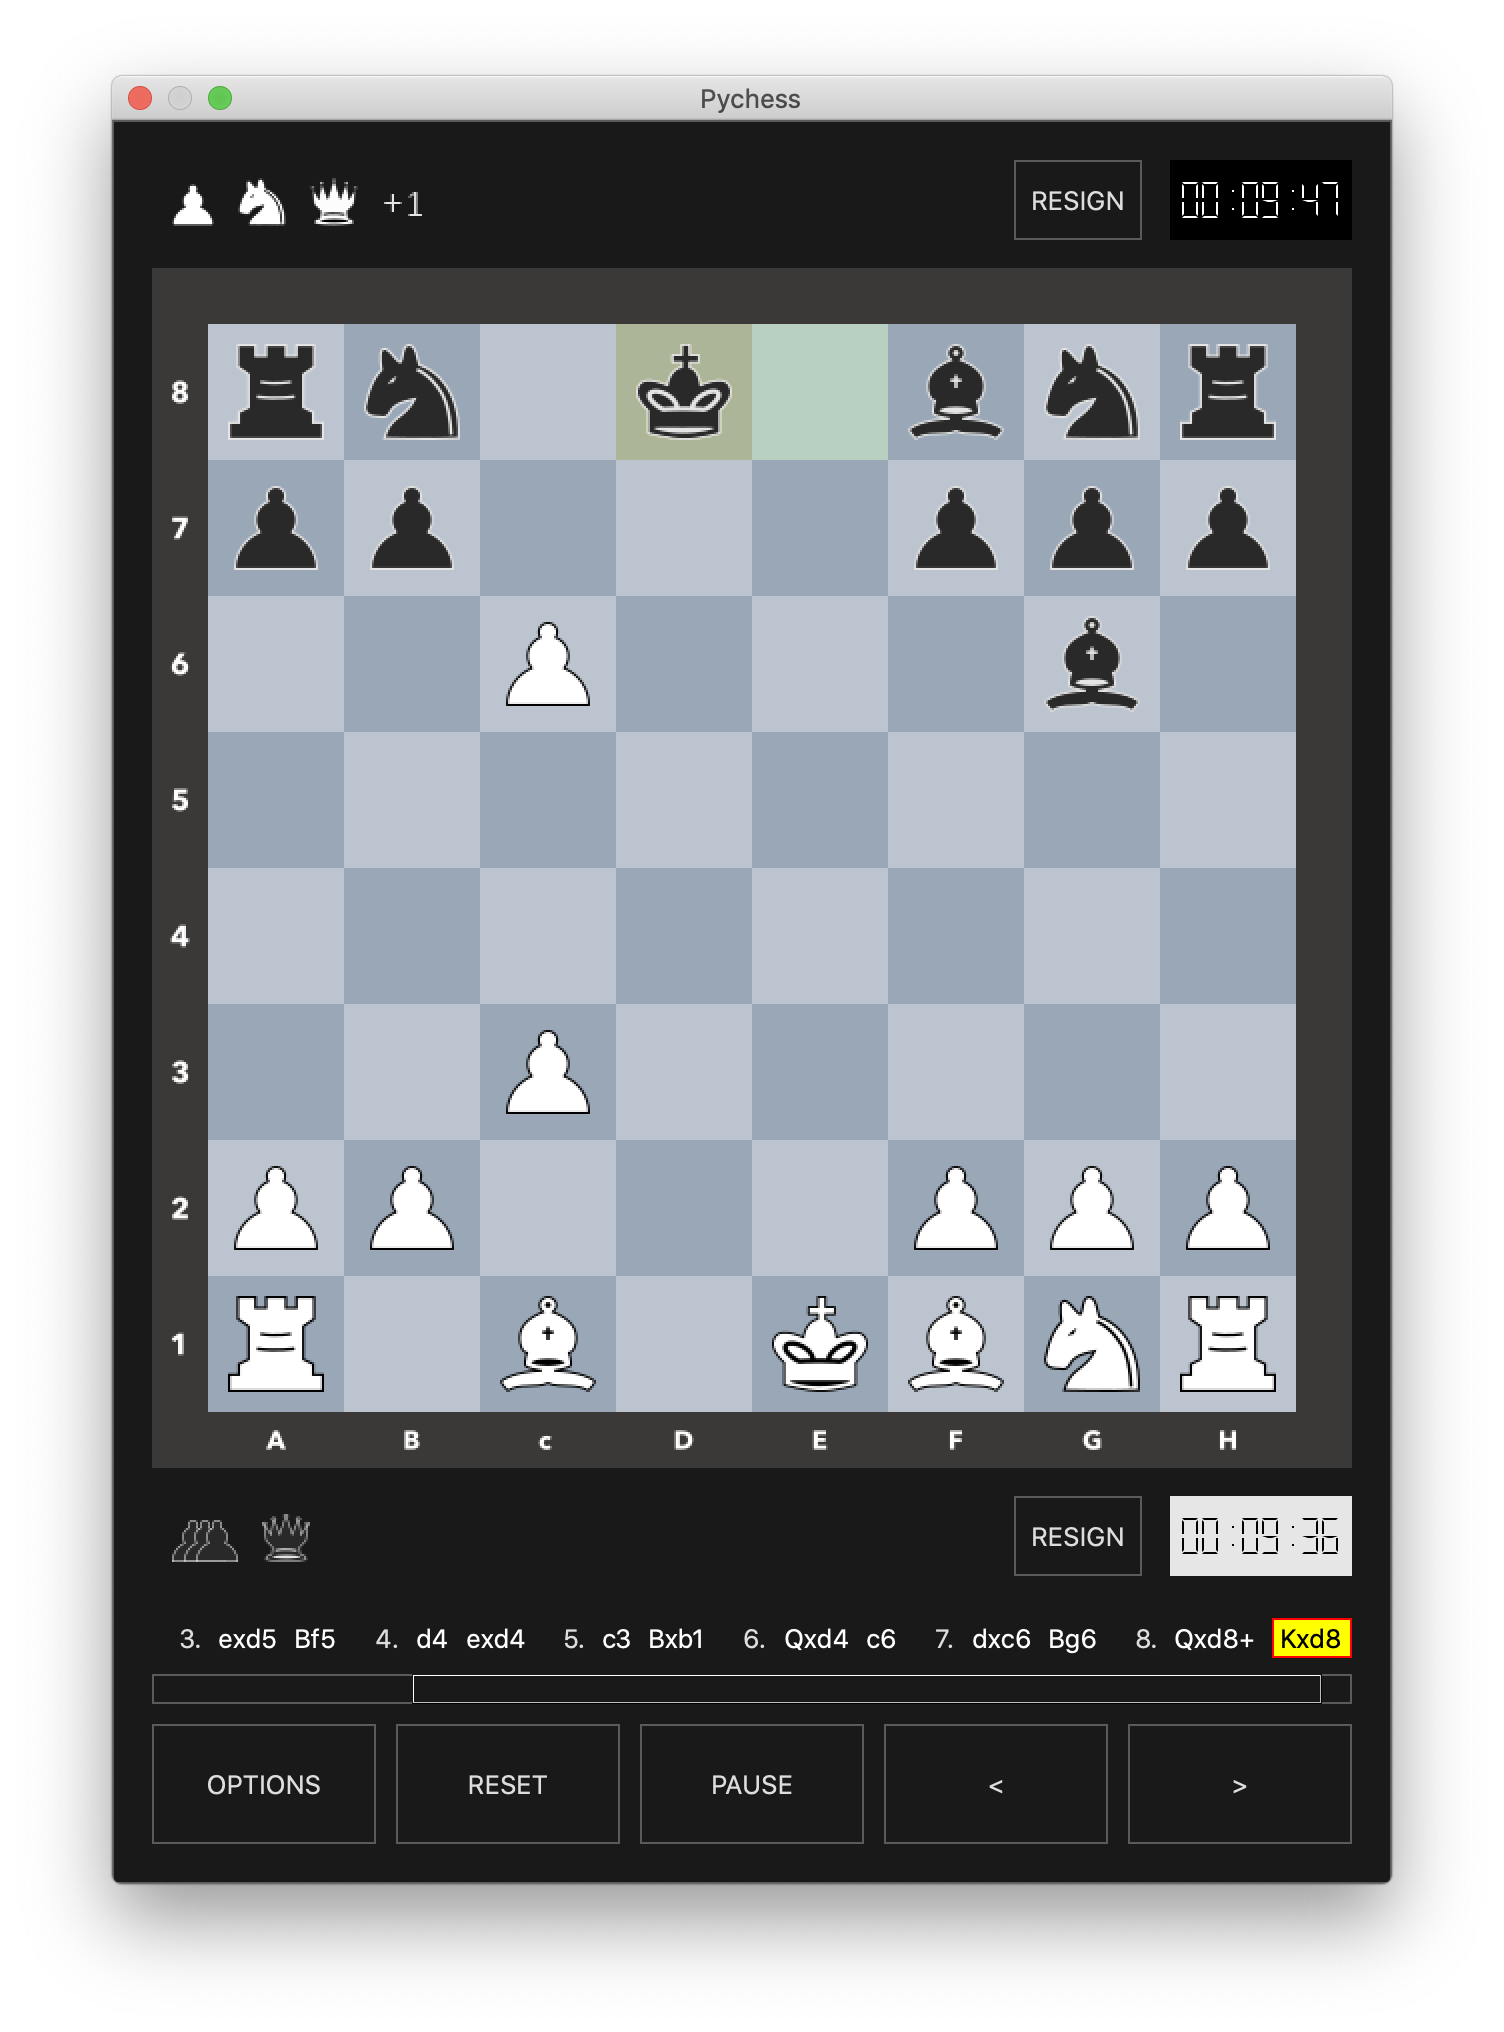 Pychess
+1 RESIGN 00:09:47
8
7
6
5
4
3
2
1
A B c D E F G H
RESIGN 00:09:36
3. exd5 Bf5 4. d4 exd4 5. c3 Bxb1 6. Qxd4 c6 7. dxc6 Bg6 8. Qxd8+ Kxd8
OPTIONS RESET PAUSE < >